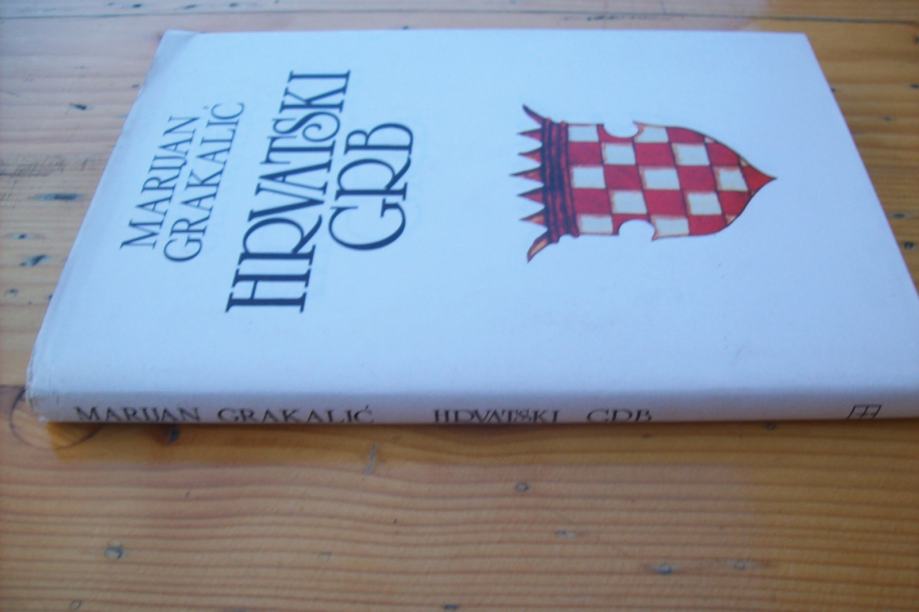 MARIJAN
GRAKALIĆ
HRVATSKI
GRB
MARIJAN GRAKALIĆ HRVATSKI GRB